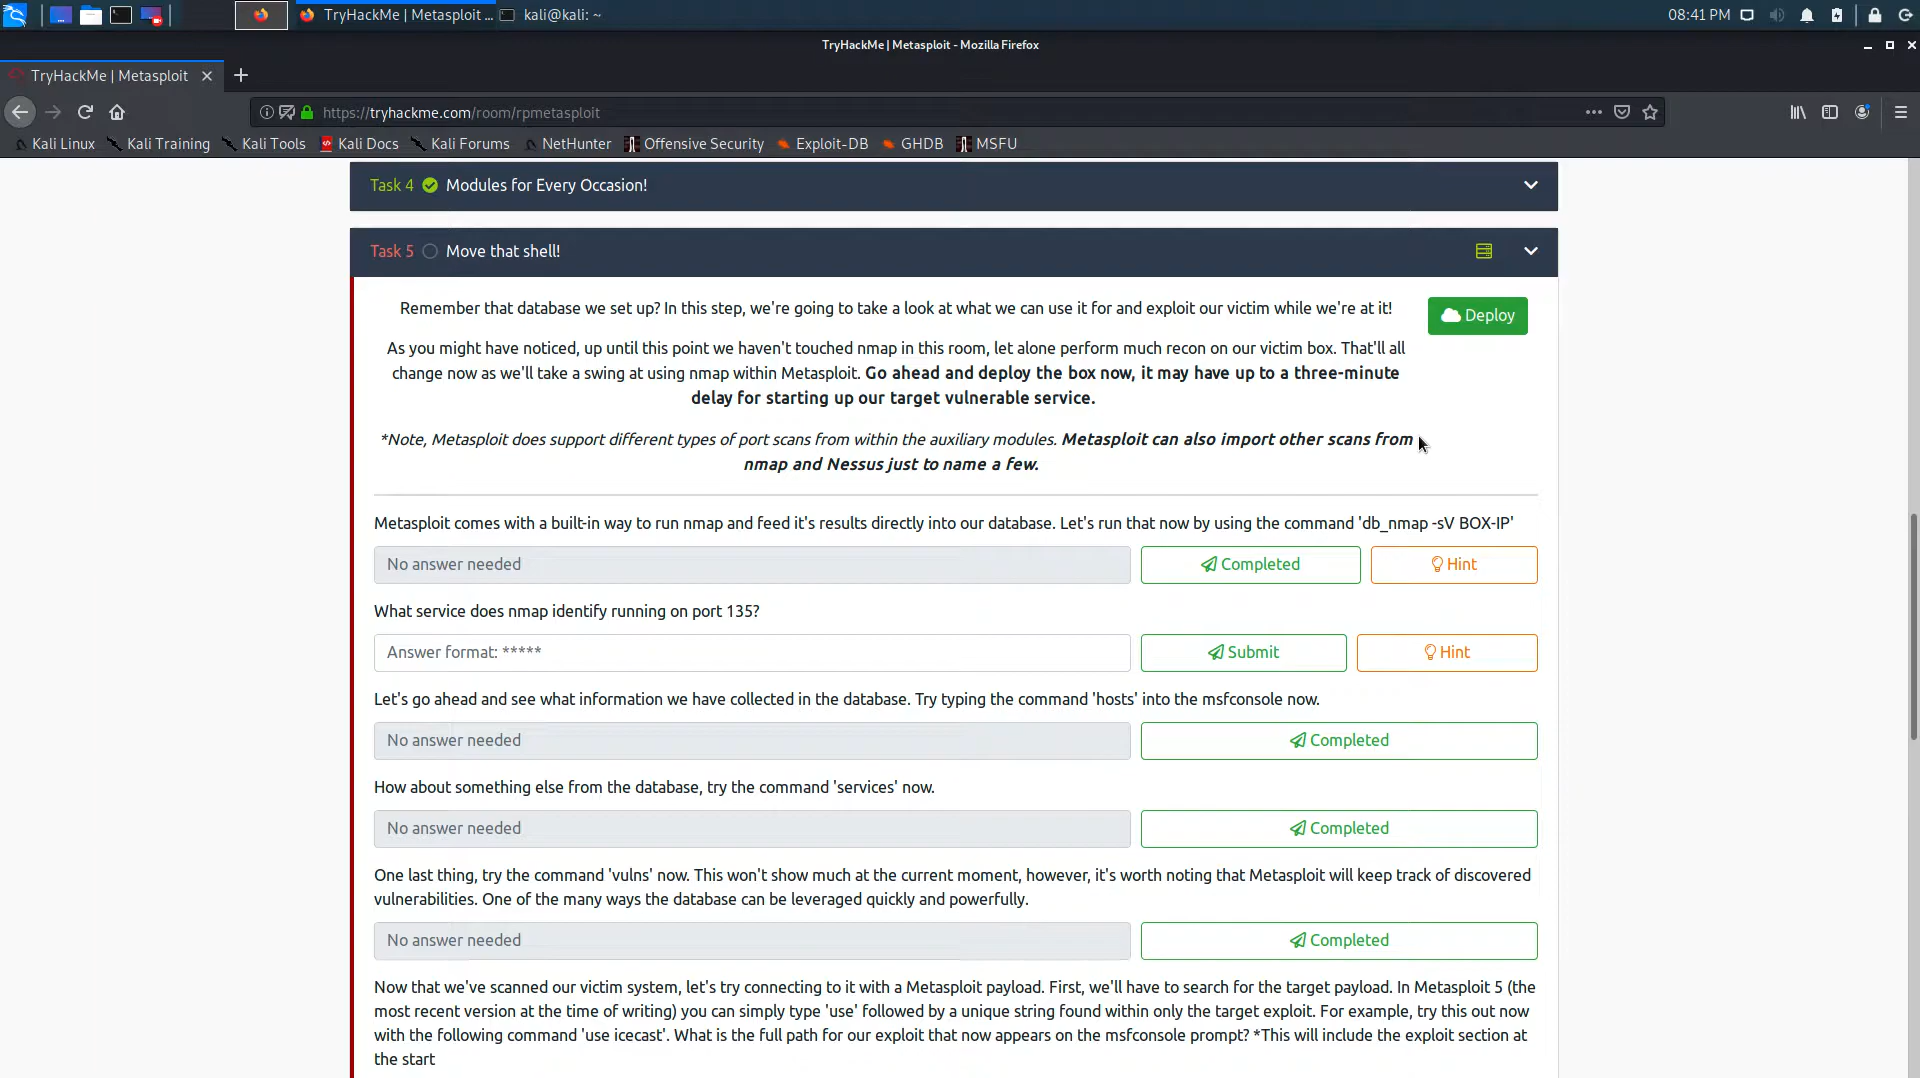 TryHackMe | Metasploit ...
kali@kali: ~
08:41 PM
TryHackMe | Metasploit - Mozilla Firefox
TryHackMe | Metasploit
https://tryhackme.com/room/rpmetasploit
Kali Linux Kali Training Kali Tools Kali Docs Kali Forums NetHunter Offensive Security Exploit-DB GHDB MSFU
Task 4 Modules for Every Occasion!
Task 5 Move that shell!
Remember that database we set up? In this step, we're going to take a look at what we can use it for and exploit our victim while we're at it!
Deploy
As you might have noticed, up until this point we haven't touched nmap in this room, let alone perform much recon on our victim box. That'll all
change now as we'll take a swing at using nmap within Metasploit. Go ahead and deploy the box now, it may have up to a three-minute
delay for starting up our target vulnerable service.
*Note, Metasploit does support different types of port scans from within the auxiliary modules. Metasploit can also import other scans from
nmap and Nessus just to name a few.
Metasploit comes with a built-in way to run nmap and feed it's results directly into our database. Let's run that now by using the command 'db_nmap -sV BOX-IP'
No answer needed Completed Hint
What service does nmap identify running on port 135?
Answer format: ***** Submit Hint
Let's go ahead and see what information we have collected in the database. Try typing the command 'hosts' into the msfconsole now.
No answer needed Completed
How about something else from the database, try the command 'services' now.
No answer needed Completed
One last thing, try the command 'vulns' now. This won't show much at the current moment, however, it's worth noting that Metasploit will keep track of discovered
vulnerabilities. One of the many ways the database can be leveraged quickly and powerfully.
No answer needed Completed
Now that we've scanned our victim system, let's try connecting to it with a Metasploit payload. First, we'll have to search for the target payload. In Metasploit 5 (the
most recent version at the time of writing) you can simply type 'use' followed by a unique string found within only the target exploit. For example, try this out now
with the following command 'use icecast'. What is the full path for our exploit that now appears on the msfconsole prompt? *This will include the exploit section at
the start